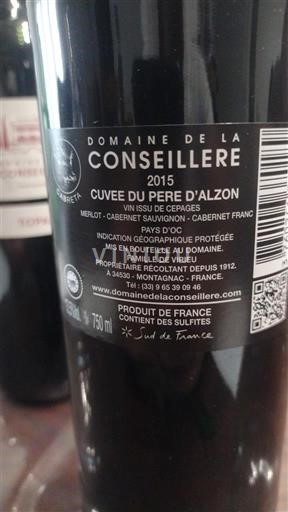 DOMAINE DE LA
CONSEILLERE
2015
CUVEE DU PERE D'ALZON
VIN ISSU DE CEPAGES
MERLOT - CABERNET SAUVIGNON - CABERNET FRANC
PAYS D'OC
INDICATION GÉOGRAPHIQUE PROTÉGÉE
MIS EN BOUTEILLE AU DOMAINE.
FAMILLE DE VRIEU
PROPRIÉTAIRE RÉCOLTANT DEPUIS 1912.
À 34530 - MONTAGNAC - FRANCE.
Tél : (33) 9 65 39 09 46
www.domainedelaconseillere.com
750 ml
PRODUIT DE FRANCE
CONTIENT DES SULFITES
Sud de France